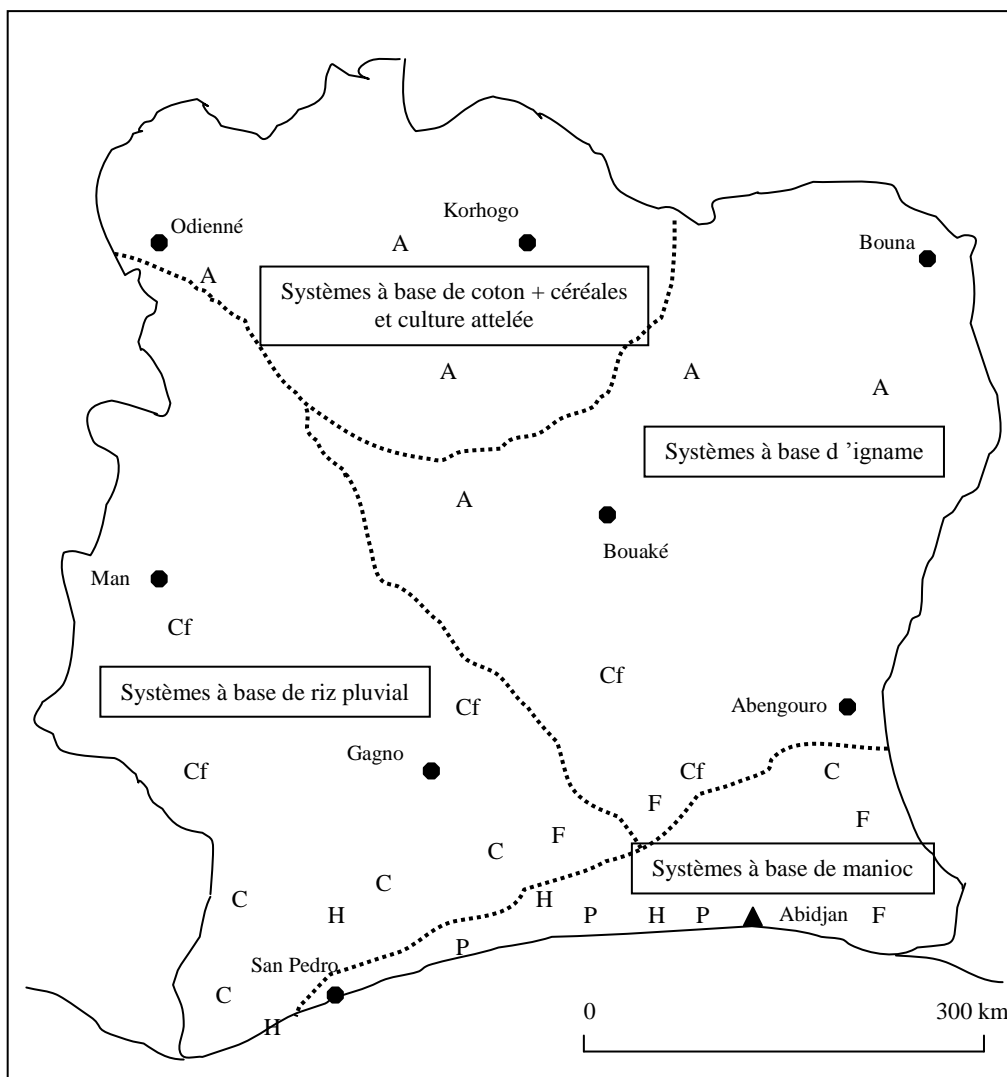 Korhogo
Odienné
A
Bouna
A
Systèmes à base de coton + céréales
et culture attelée
A
A
A
Systèmes à base d ’igname
A
Bouaké
Man
Cf
Cf
Systèmes à base de riz pluvial
Cf
Abengouro
Gagno
Cf
Cf
C
F
F
F
C
Systèmes à base de manioc
C
C
H
H
P
H
P
Abidjan
F
P
San Pedro
C
H
0
300 km